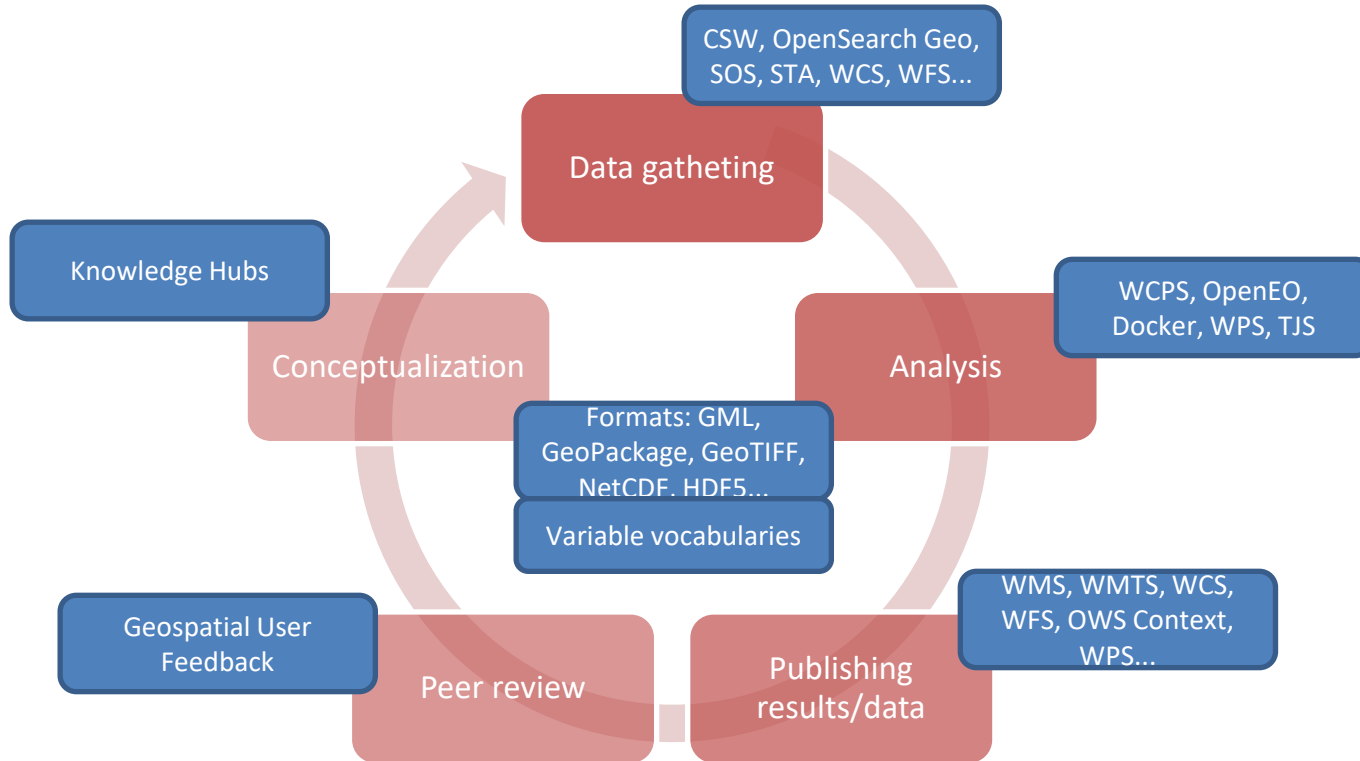 CSW, OpenSearch Geo,
SOS, STA, WCS, WFS...
Data gatheting
Knowledge Hubs
WCPS, OpenEO,
Docker, WPS, TJS
Conceptualization
Analysis
Formats: GML,
GeoPackage, GeoTIFF,
NetCDF, HDF5...
Variable vocabularies
WMS, WMTS, WCS,
WFS, OWS Context,
WPS...
Geospatial User
Feedback
Peer review
Publishing
results/data